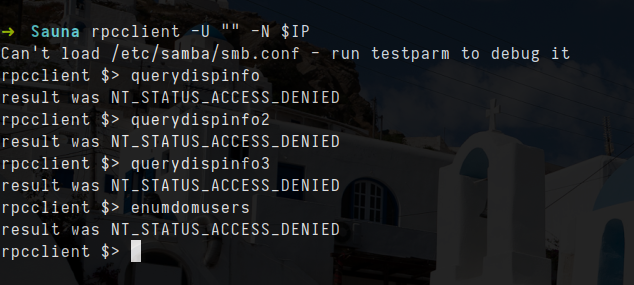 → Sauna rpcclient -U "" -N $IP
Can't load /etc/samba/smb.conf - run testparm to debug it
rpcclient $> querydispinfo
result was NT_STATUS_ACCESS_DENIED
rpcclient $> querydispinfo2
result was NT_STATUS_ACCESS_DENIED
rpcclient $> querydispinfo3
result was NT_STATUS_ACCESS_DENIED
rpcclient $> enumdomusers
result was NT_STATUS_ACCESS_DENIED
rpcclient $>